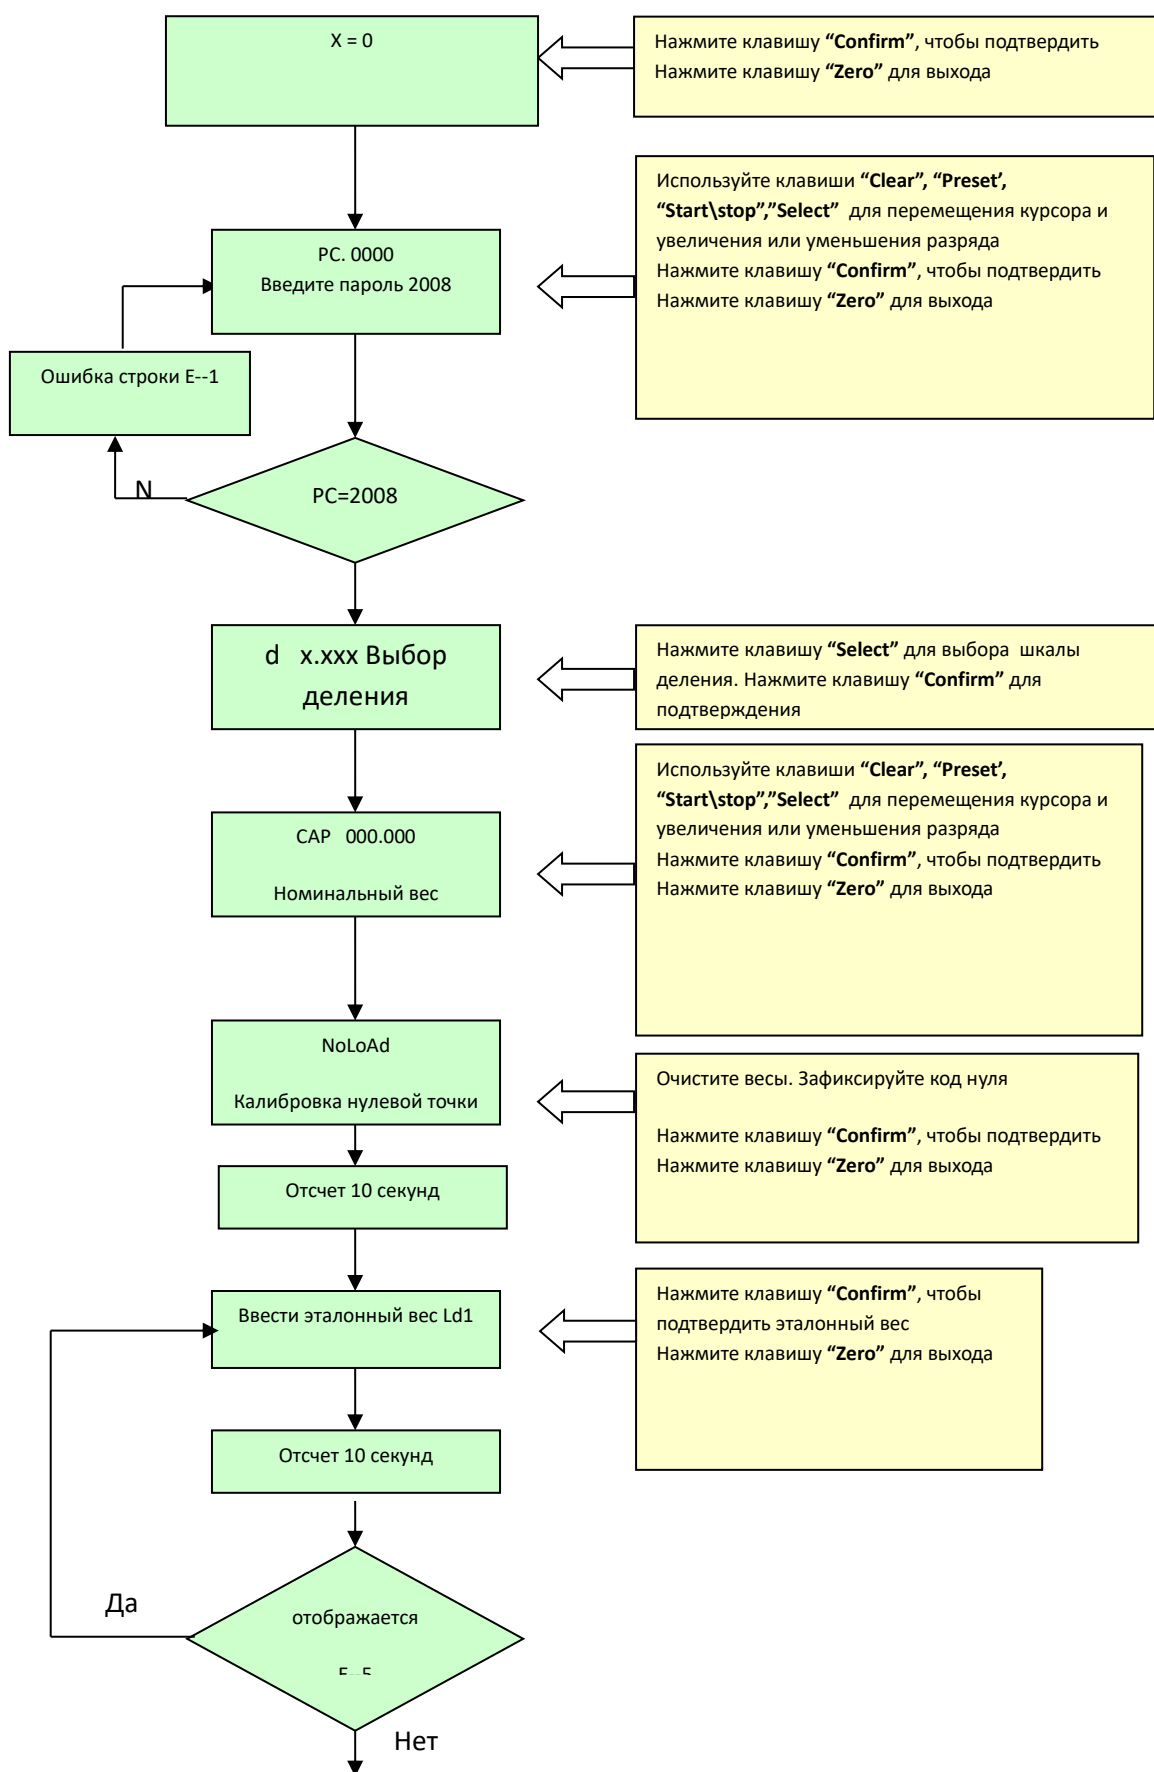 X = 0
Нажмите клавишу “Confirm”, чтобы подтвердить
Нажмите клавишу “Zero” для выхода
Используйте клавиши “Clear”, “Preset’,
“Start\stop”,”Select” для перемещения курсора и
увеличения или уменьшения разряда
Нажмите клавишу “Confirm”, чтобы подтвердить
Нажмите клавишу “Zero” для выхода
PC. 0000
Введите пароль 2008
Ошибка строки E--1
N
PC=2008
d x.xxx Выбор
деления
Нажмите клавишу “Select” для выбора шкалы
деления. Нажмите клавишу “Confirm” для
подтверждения
Используйте клавиши “Clear”, “Preset’,
“Start\stop”,”Select” для перемещения курсора и
увеличения или уменьшения разряда
Нажмите клавишу “Confirm”, чтобы подтвердить
Нажмите клавишу “Zero” для выхода
CAP 000.000
Номинальный вес
NoLoAd
Калибровка нулевой точки
Очистите весы. Зафиксируйте код нуля
Нажмите клавишу “Confirm”, чтобы подтвердить
Нажмите клавишу “Zero” для выхода
Отсчет 10 секунд
Ввести эталонный вес Ld1
Нажмите клавишу “Confirm”, чтобы
подтвердить эталонный вес
Нажмите клавишу “Zero” для выхода
Отсчет 10 секунд
Да
отображается
Нет